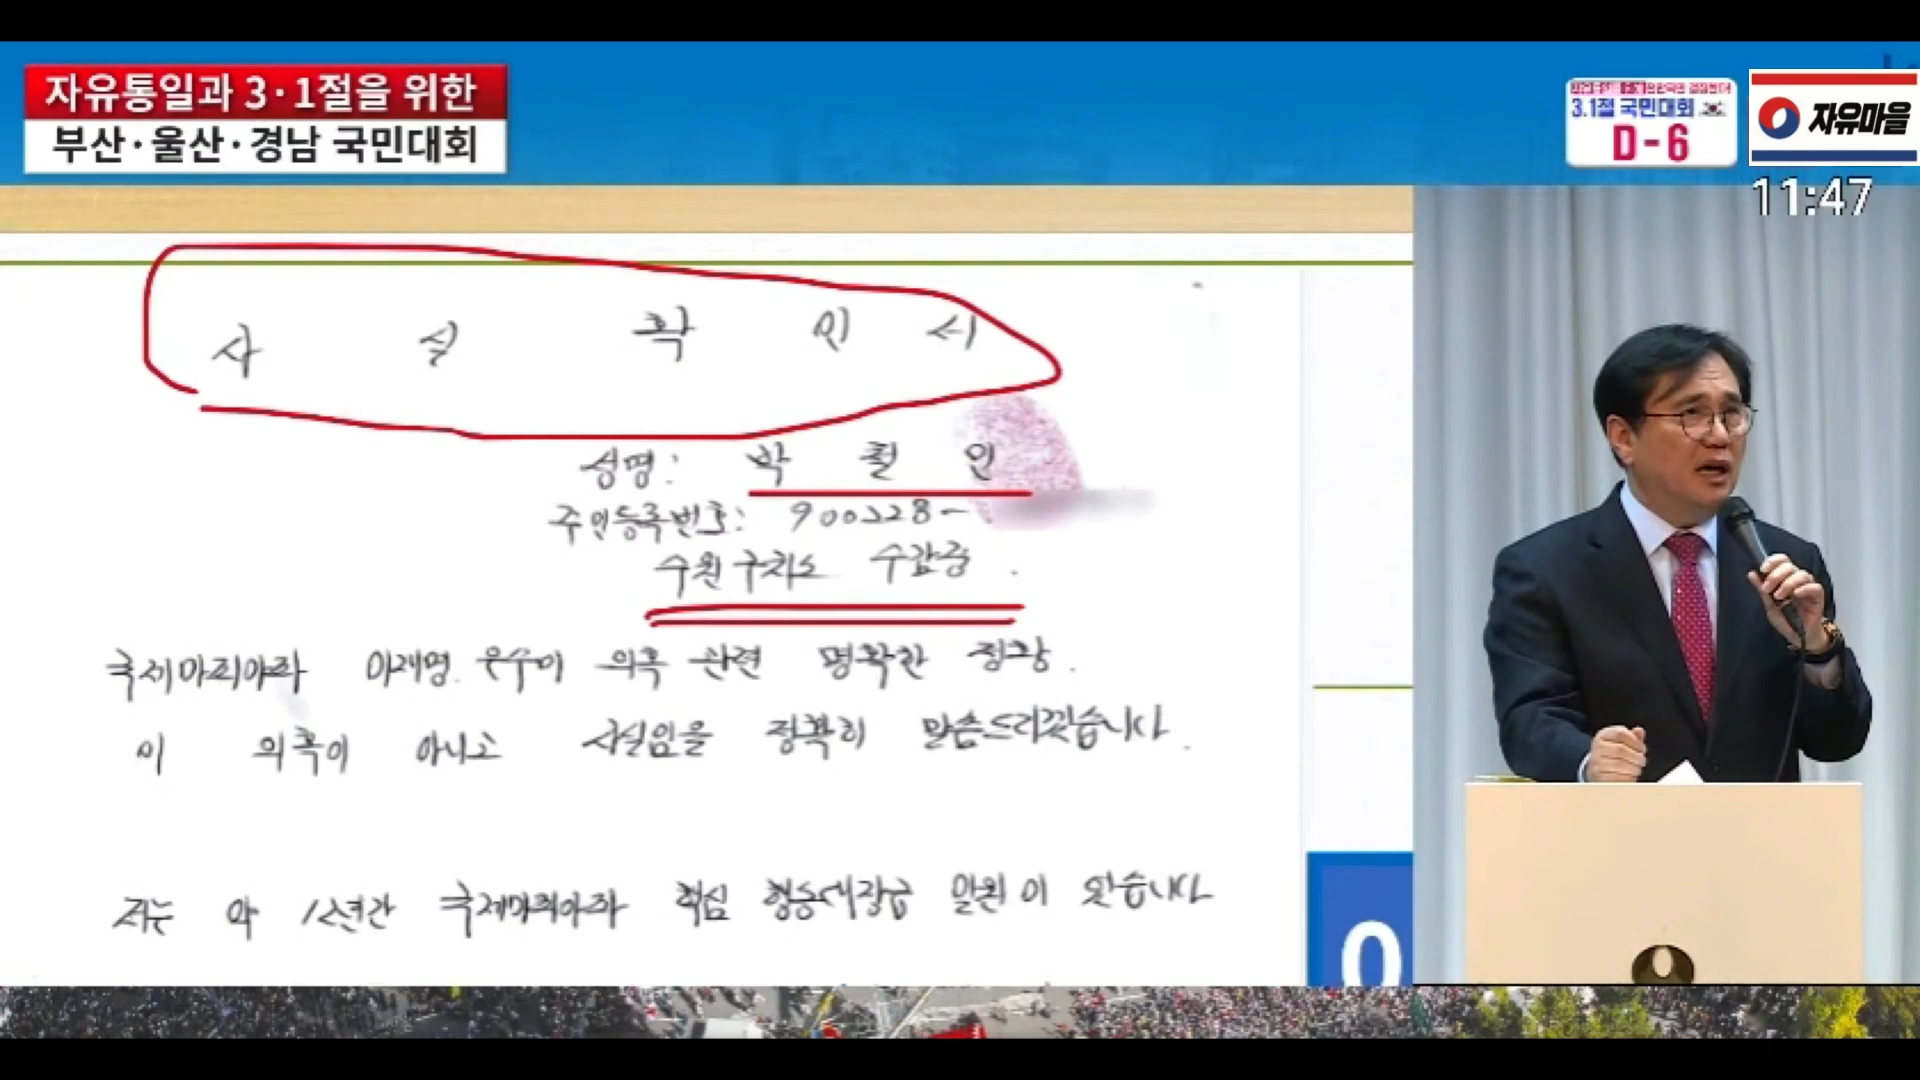 자유통일과 3·1절을 위한
부산·울산·경남 국민대회
3.1절 국민대회
D-6
자유마을
11:47
사 실 확 인 서
성명: 박 철 인
주민등록번호: 900228-
수원구치소 수감중.
국제마피아파 이재명. 은수미 의혹 관련 명확한 정황.
이 의혹이 아니고 사실임을 정확히 말씀드리겠습니다.
저는 약 12년간 국제마피아파 핵심 행동대장급 일원이 었습니다
0